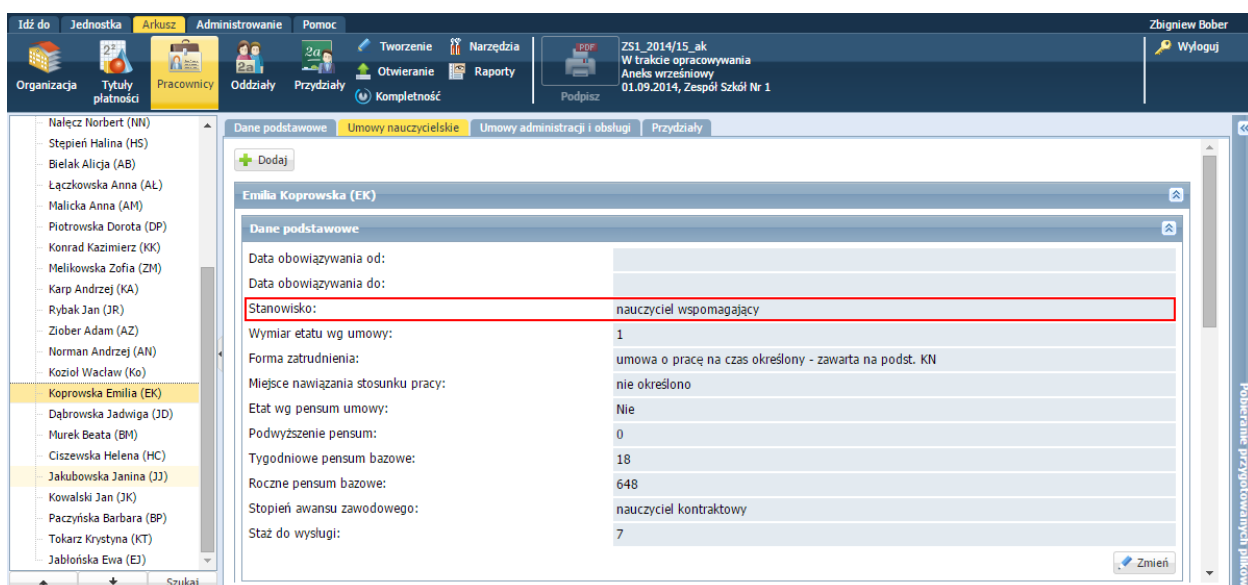 Idź do Jednostka Arkusz Administrowanie Pomoc Zbigniew Bober
Organizacja
Tytuły płatności
Pracownicy
Oddziały
Przydziały
Tworzenie Narzędzia
Otwieranie Raporty
Kompletność
PDF
Podpisz
ZS1_2014/15_ak
W trakcie opracowywania
Aneks wrześniowy
01.09.2014, Zespół Szkół Nr 1
Wyloguj
Nałęcz Norbert (NN)
Stępień Halina (HS)
Bielak Alicja (AB)
Łączkowska Anna (AŁ)
Malicka Anna (AM)
Piotrowska Dorota (DP)
Konrad Kazimierz (KK)
Melikowska Zofia (ZM)
Karp Andrzej (KA)
Rybak Jan (JR)
Ziober Adam (AZ)
Norman Andrzej (AN)
Kozioł Wacław (Ko)
Koprowska Emilia (EK)
Dąbrowska Jadwiga (JD)
Murek Beata (BM)
Ciszewska Helena (HC)
Jakubowska Janina (JJ)
Kowalski Jan (JK)
Paczyńska Barbara (BP)
Tokarz Krystyna (KT)
Jabłońska Ewa (EJ)
Szukaj
Dane podstawowe Umowy nauczycielskie Umowy administracji i obsługi Przydziały
Dodaj
Emilia Koprowska (EK)
Dane podstawowe
Data obowiązywania od:
Data obowiązywania do:
Stanowisko: nauczyciel wspomagający
Wymiar etatu wg umowy: 1
Forma zatrudnienia: umowa o pracę na czas określony - zawarta na podst. KN
Miejsce nawiązania stosunku pracy: nie określono
Etat wg pensum umowy: Nie
Podwyższenie pensum: 0
Tygodniowe pensum bazowe: 18
Roczne pensum bazowe: 648
Stopień awansu zawodowego: nauczyciel kontraktowy
Staż do wysługi: 7
Zmień
Pobieranie przygotowanych plików